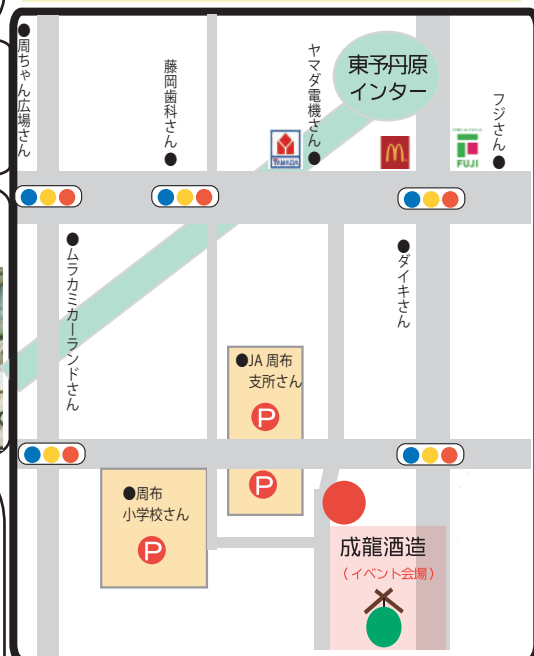 周ちゃん広場さん
藤岡歯科さん
ヤマダ電機さん
東予丹原
インター
フジさん
YAMADA
M
FUJI
ムラカミカーランドさん
ダイキさん
JA 周布
支所さん
P
P
周布
小学校さん
P
成龍酒造
(イベント会場)